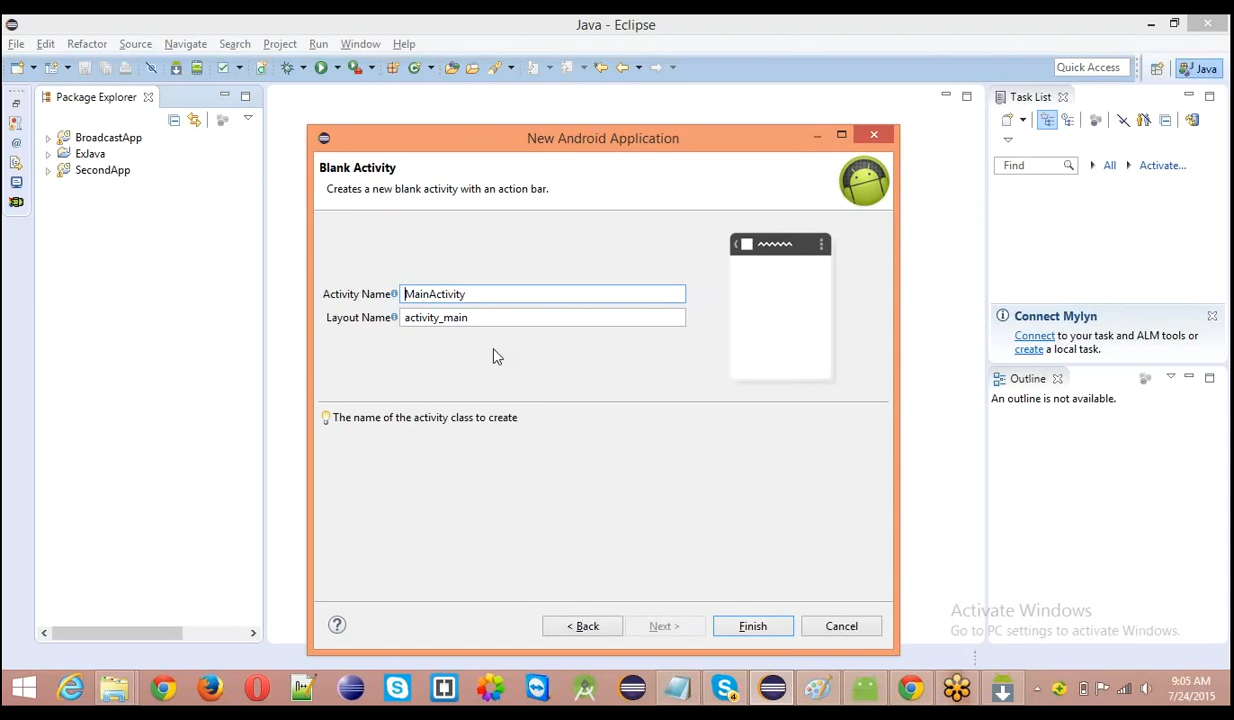 Java - Eclipse
File Edit Refactor Source Navigate Search Project Run Window Help
Quick Access
Java
Package Explorer
BroadcastApp
ExJava
SecondApp
New Android Application
Blank Activity
Creates a new blank activity with an action bar.
Activity Name MainActivity
Layout Name activity_main
The name of the activity class to create
< Back Next > Finish Cancel
Task List
Find All Activate...
Connect Mylyn
Connect to your task and ALM tools or
create a local task.
Outline
An outline is not available.
Activate Windows
Go to PC settings to activate Windows.
9:05 AM
7/24/2015